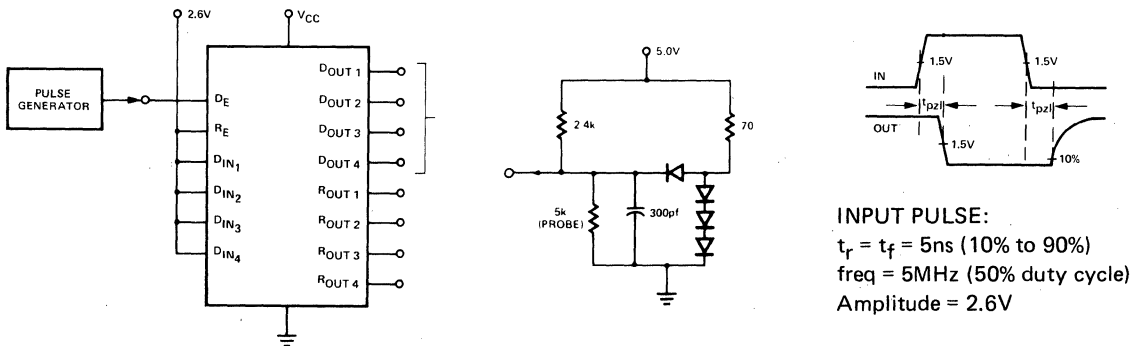 2.6V
VCC
PULSE
GENERATOR
DE
RE
DIN1
DIN2
DIN3
DIN4
DOUT 1
DOUT 2
DOUT 3
DOUT 4
ROUT 1
ROUT 2
ROUT 3
ROUT 4
5.0V
2 4k
70
5k
(PROBE)
300pf
IN
1.5V
1.5V
tpzl
tpzl
OUT
1.5V
10%
INPUT PULSE:
tr = tf = 5ns (10% to 90%)
freq = 5MHz (50% duty cycle)
Amplitude = 2.6V